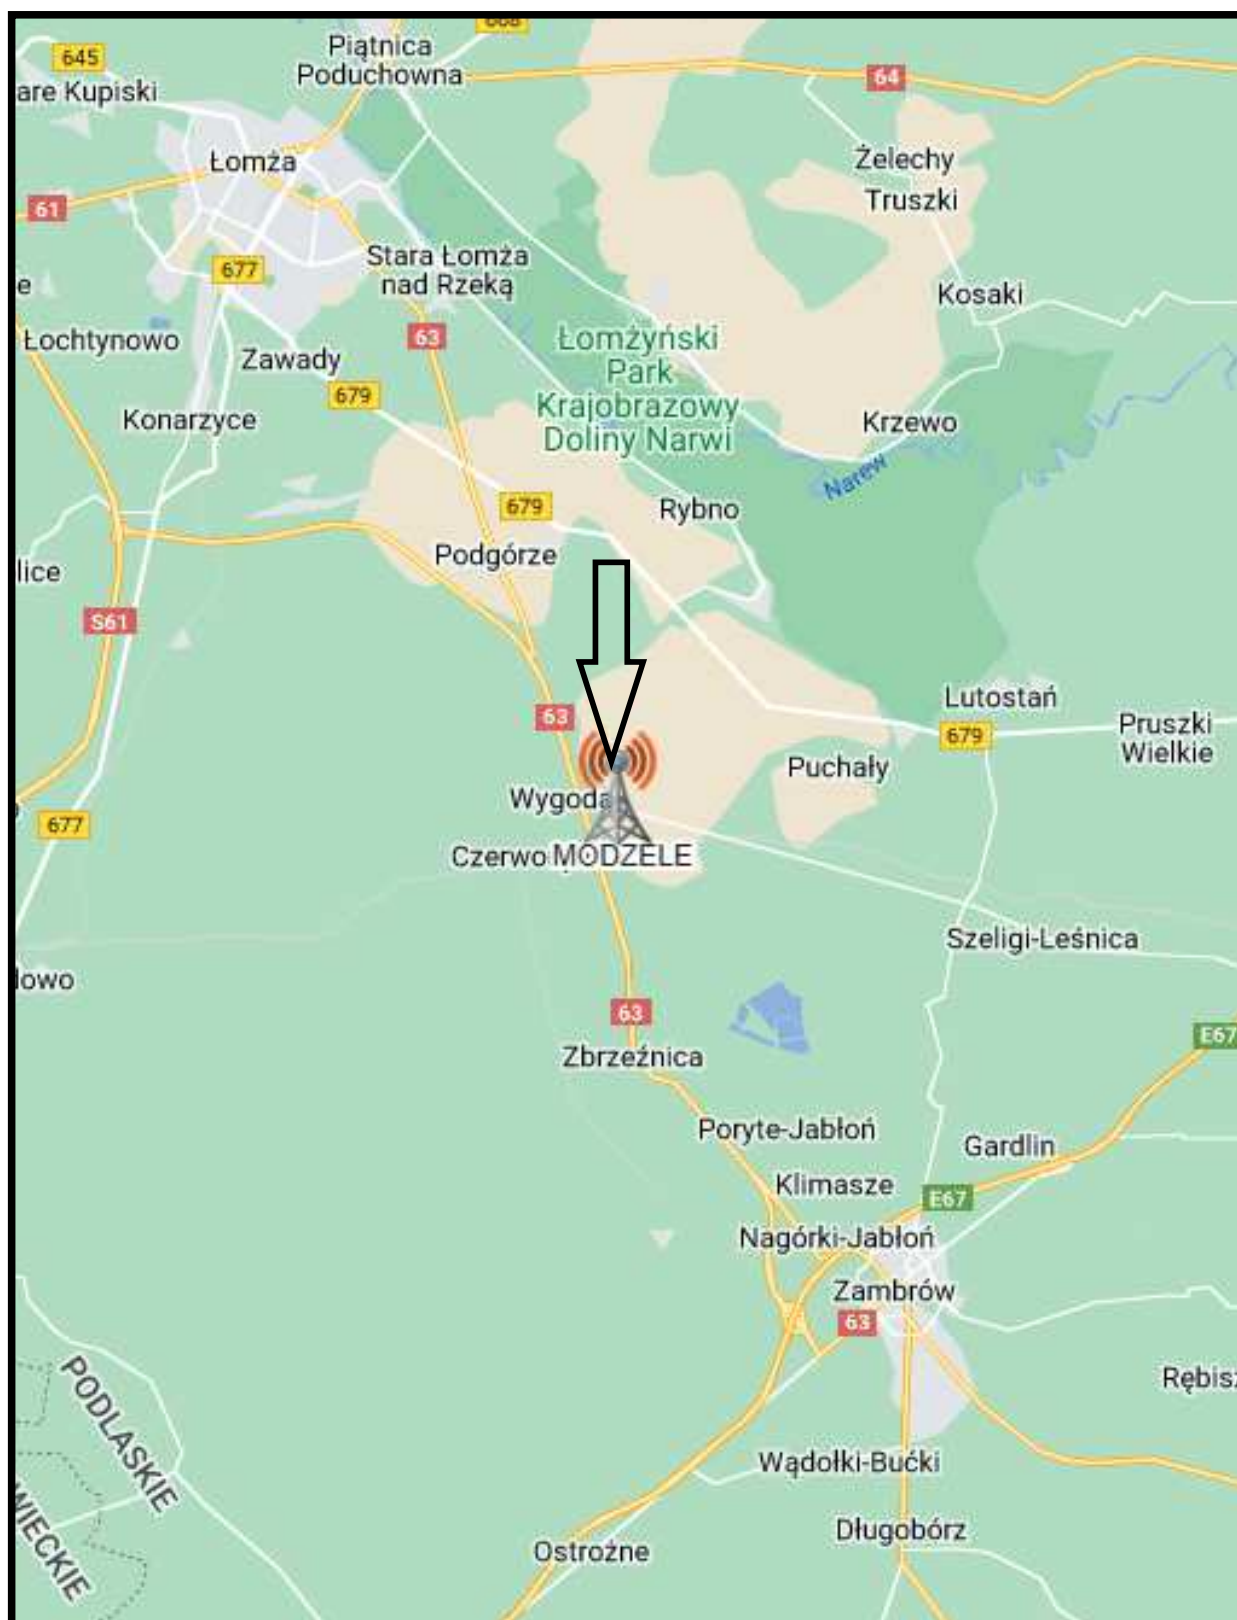 668
Piątnica
Poduchowna
645
are Kupiski
64
Łomża
Żelechy
Truszki
61
677
Stara Łomża
nad Rzeką
e
Kosaki
Łochtynowo
63
Zawady
Łomżyński
Park
Krajobrazowy
Doliny Narwi
679
Konarzyce
Krzewo
Narew
679
Rybno
Podgórze
lice
S61
Lutostań
63
679
Pruszki
Wielkie
Puchały
Wygoda
677
Czerwo
MODZELE
Szeligi-Leśnica
lowo
63
E67
Zbrzeźnica
Poryte-Jabłoń
Gardlin
Klimasze
E67
Nagórki-Jabłoń
Zambrów
63
PODLASKIE
Rębisz
Wądołki-Bućki
WIECKIE
Długobórz
Ostrożne